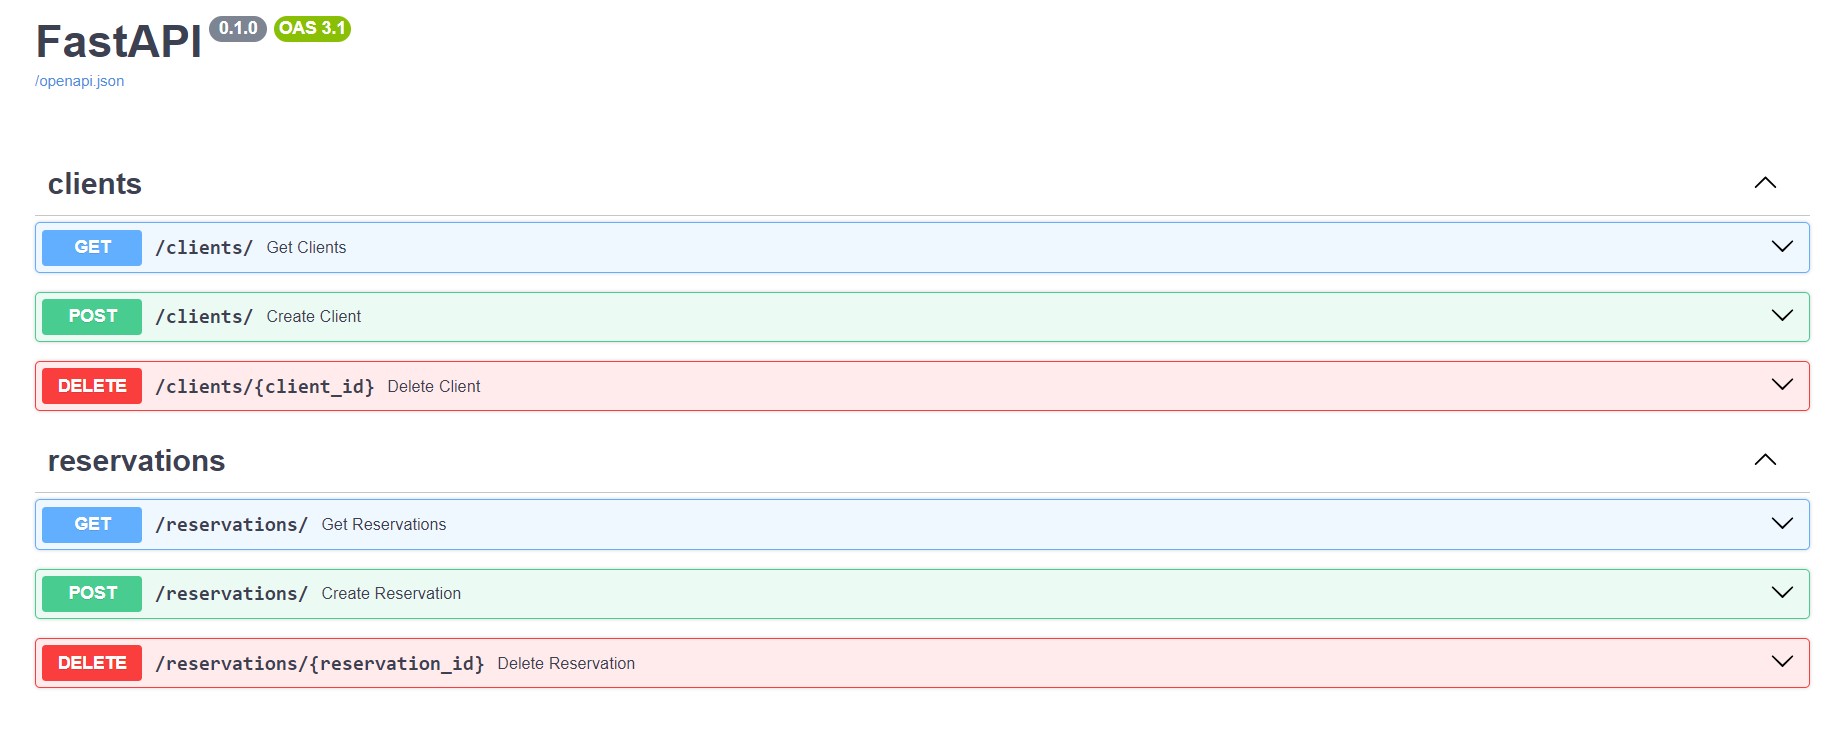 FastAPI 0.1.0 OAS 3.1
/openapi.json
clients
GET /clients/ Get Clients
POST /clients/ Create Client
DELETE /clients/{client_id} Delete Client
reservations
GET /reservations/ Get Reservations
POST /reservations/ Create Reservation
DELETE /reservations/{reservation_id} Delete Reservation